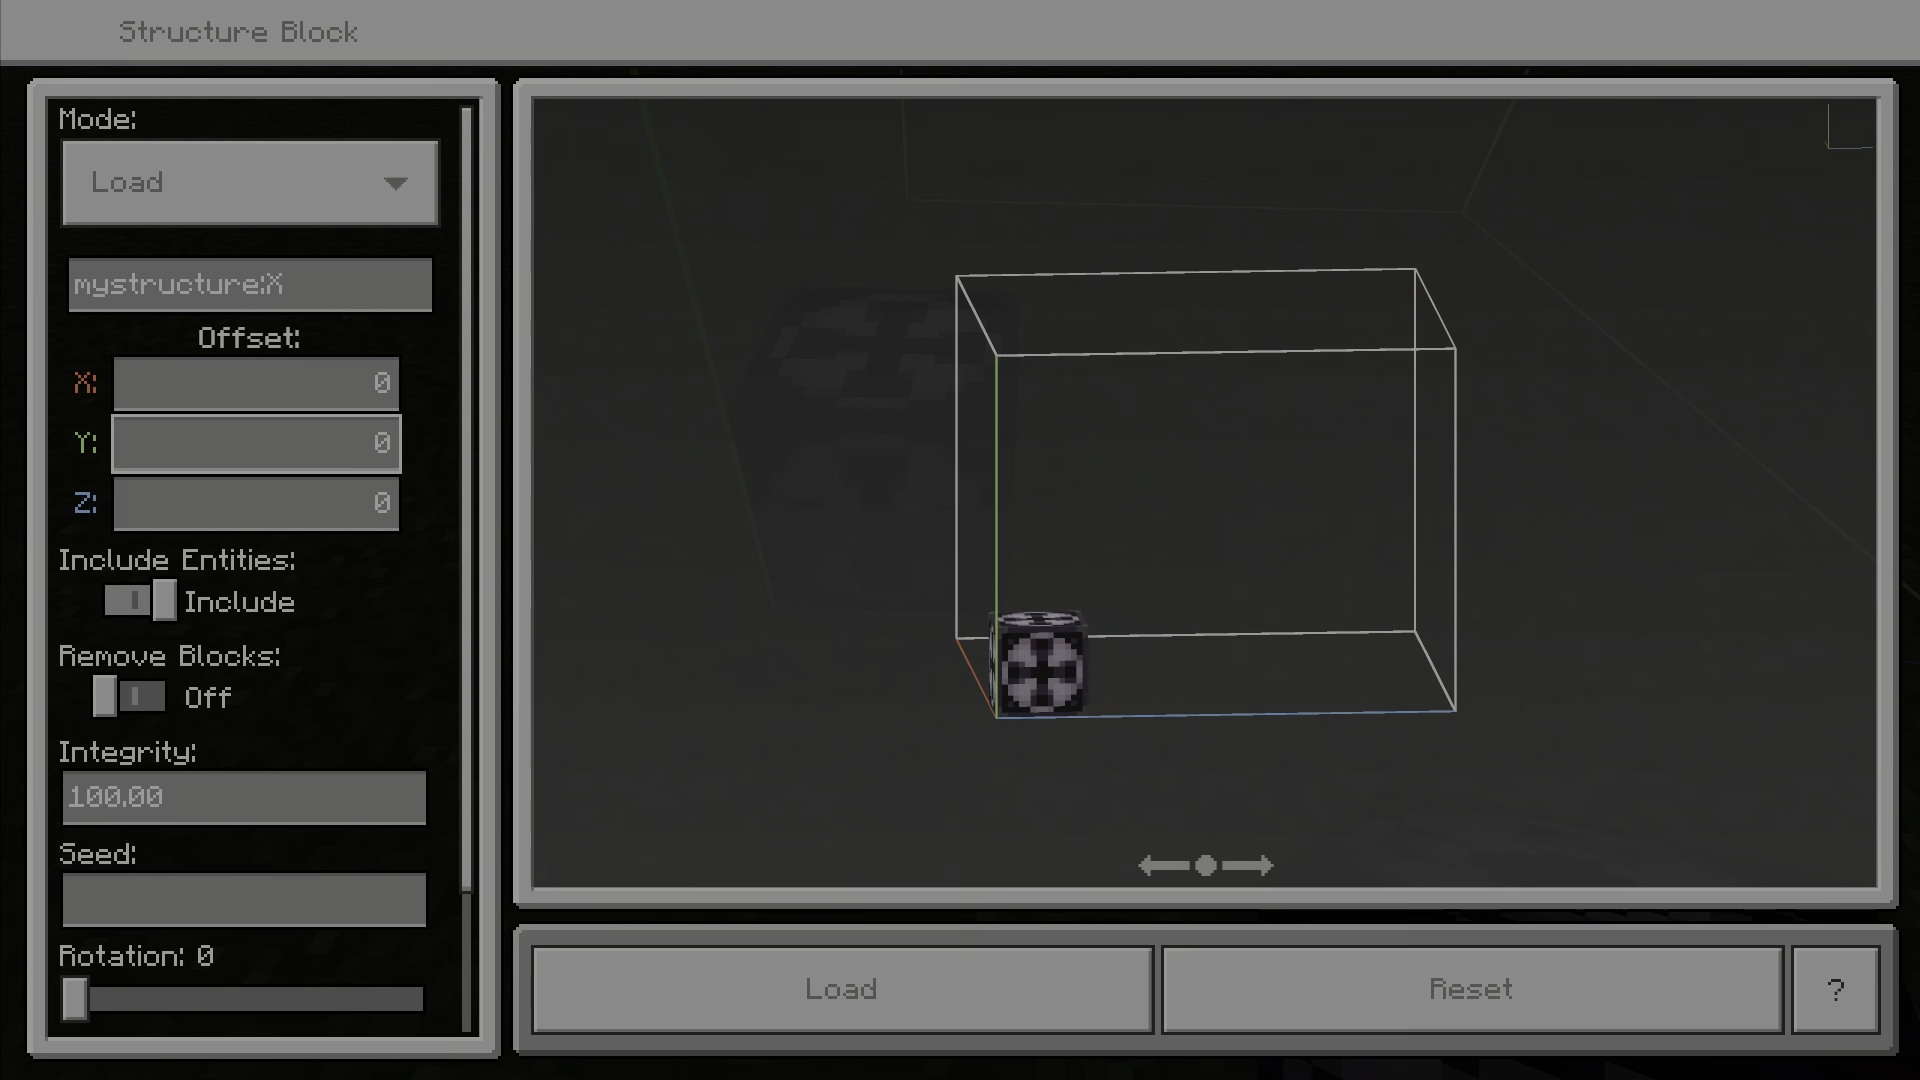 Structure Block
Mode:
Load
mystructure:X
Offset:
X: 0
Y: 0
Z: 0
Include Entities:
Include
Remove Blocks:
Off
Integrity:
100.00
Seed:
Rotation: 0
Load
Reset
?